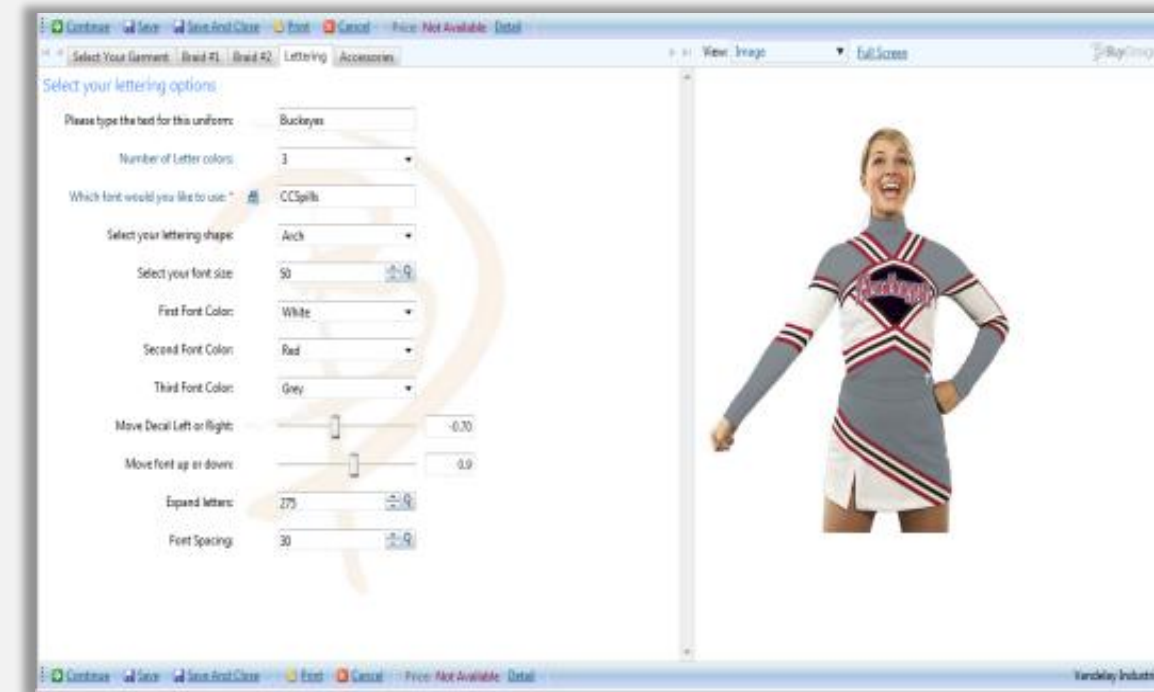 Continue Save Save And Close Print Cancel Price: Not Available Detail
Select Your Garment Braid #1 Braid #2 Lettering Accessories View: Image Full Screen
Select your lettering options
Please type the text for this uniform: Buckeyes
Number of Letter colors: 3
Which font would you like to use: * CCSpills
Select your lettering shape: Arch
Select your font size: 50
First Font Color: White
Second Font Color: Red
Third Font Color: Grey
Move Decal Left or Right: -0.70
Move font up or down: 0.9
Expand letters: 275
Font Spacing: 30
Continue Save Save And Close Print Cancel Price: Not Available Detail